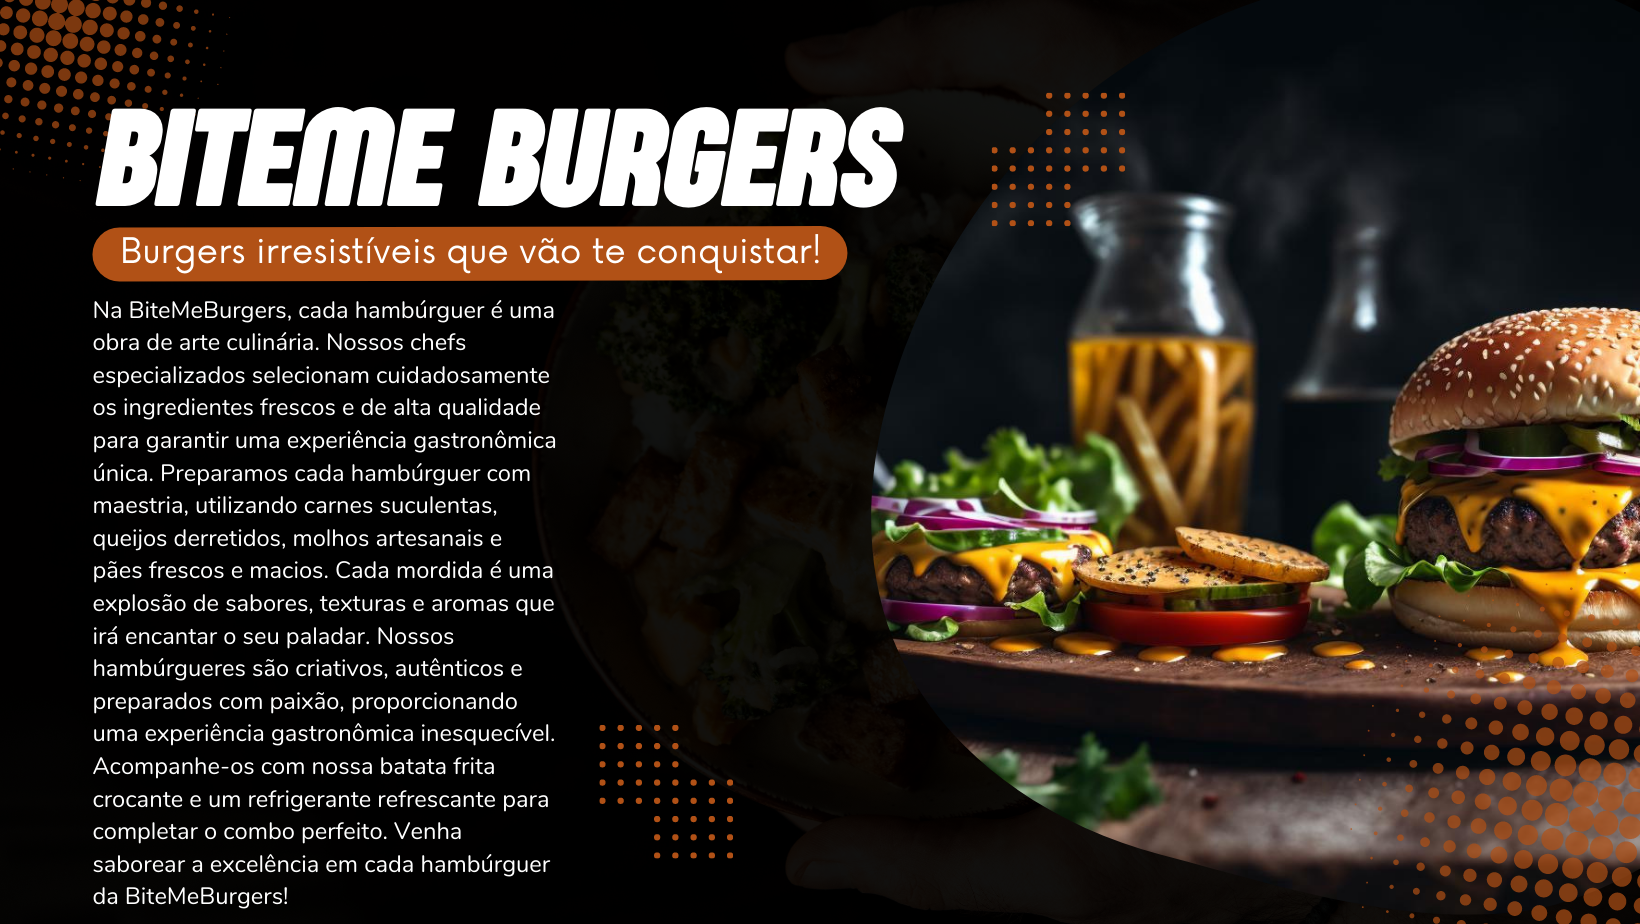 BITEME BURGERS
Burgers irresistíveis que vão te conquistar!
Na BiteMeBurgers, cada hambúrguer é uma
obra de arte culinária. Nossos chefs
especializados selecionam cuidadosamente
os ingredientes frescos e de alta qualidade
para garantir uma experiência gastronômica
única. Preparamos cada hambúrguer com
maestria, utilizando carnes suculentas,
queijos derretidos, molhos artesanais e
pães frescos e macios. Cada mordida é uma
explosão de sabores, texturas e aromas que
irá encantar o seu paladar. Nossos
hambúrgueres são criativos, autênticos e
preparados com paixão, proporcionando
uma experiência gastronômica inesquecível.
Acompanhe-os com nossa batata frita
crocante e um refrigerante refrescante para
completar o combo perfeito. Venha
saborear a excelência em cada hambúrguer
da BiteMeBurgers!